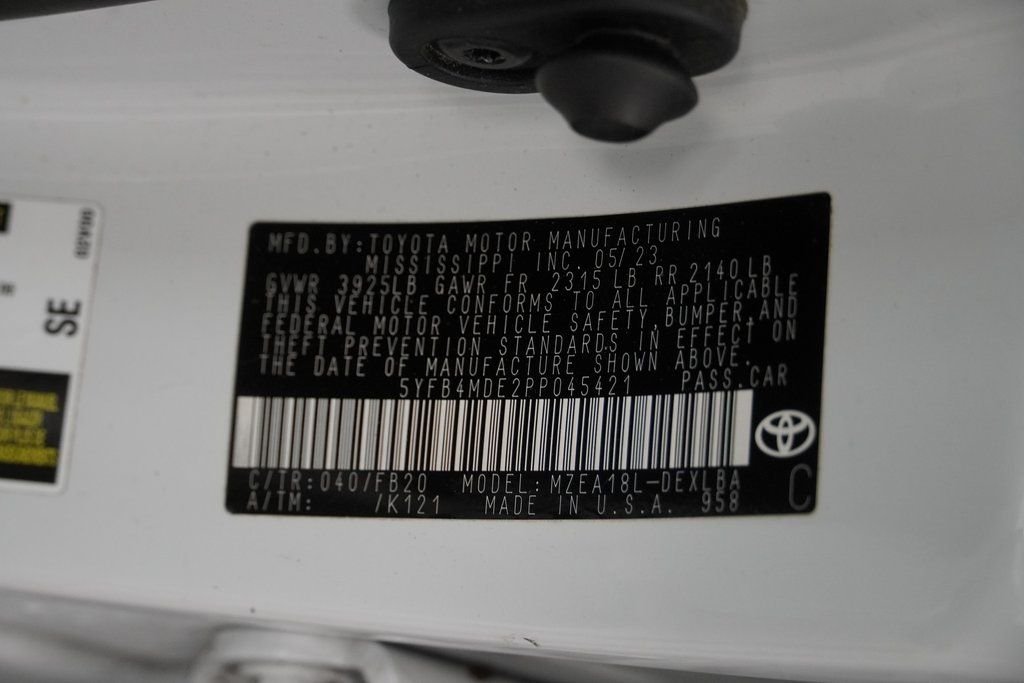 MFD.BY:TOYOTA MOTOR MANUFACTURING
MISSISSIPPI INC. 05/23
GVWR 3925LB GAWR FR 2315 LB RR 2140 LB
THIS VEHICLE CONFORMS TO ALL APPLICABLE
FEDERAL MOTOR VEHICLE SAFETY,BUMPER,AND
THEFT PREVENTION STANDARDS IN EFFECT ON
THE DATE OF MANUFACTURE SHOWN ABOVE.
5YFB4MDE2PP045421 PASS.CAR
C/TR:040/FB20 MODEL:MZEA18L-DEXLBA
A/TM: /K121 MADE IN U.S.A. 958
C
SE